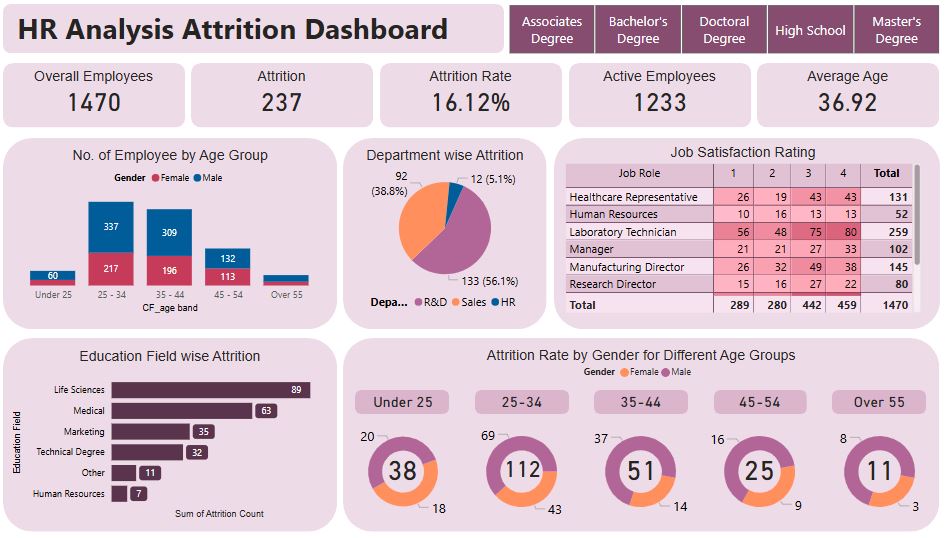 HR Analysis Attrition Dashboard
Associates Degree
Bachelor's Degree
Doctoral Degree
High School
Master's Degree
Overall Employees
1470
Attrition
237
Attrition Rate
16.12%
Active Employees
1233
Average Age
36.92
No. of Employee by Age Group
Gender Female Male
337
309
217
196
132
113
60
Under 25 25 - 34 35 - 44 45 - 54 Over 55
CF_age band
Department wise Attrition
92 (38.8%)
12 (5.1%)
133 (56.1%)
Depa... R&D Sales HR
Job Satisfaction Rating
Job Role 1 2 3 4 Total
Healthcare Representative 26 19 43 43 131
Human Resources 10 16 13 13 52
Laboratory Technician 56 48 75 80 259
Manager 21 21 27 33 102
Manufacturing Director 26 32 49 38 145
Research Director 15 16 27 22 80
Total 289 280 442 459 1470
Education Field wise Attrition
Education Field
Life Sciences 89
Medical 63
Marketing 35
Technical Degree 32
Other 11
Human Resources 7
Sum of Attrition Count
Attrition Rate by Gender for Different Age Groups
Gender Female Male
Under 25 25-34 35-44 45-54 Over 55
20 38 18
69 112 43
37 51 14
16 25 9
8 11 3